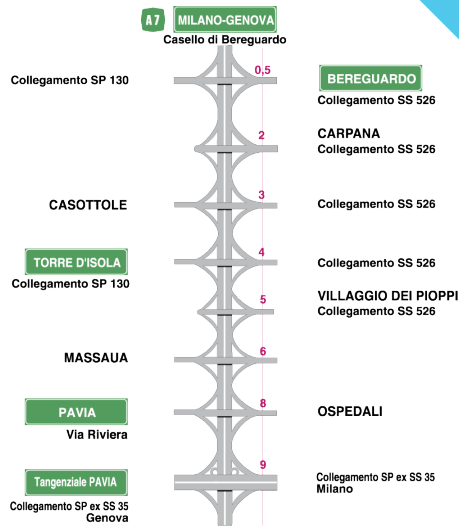 A7 MILANO-GENOVA
Casello di Bereguardo
Collegamento SP 130
0,5
BEREGUARDO
Collegamento SS 526
2
CARPANA
Collegamento SS 526
CASOTTOLE
3
Collegamento SS 526
TORRE D'ISOLA
Collegamento SP 130
4
Collegamento SS 526
5
VILLAGGIO DEI PIOPPI
Collegamento SS 526
MASSAUA
6
PAVIA
Via Riviera
8
OSPEDALI
9
Tangenziale PAVIA
Collegamento SP ex SS 35
Genova
Collegamento SP ex SS 35
Milano